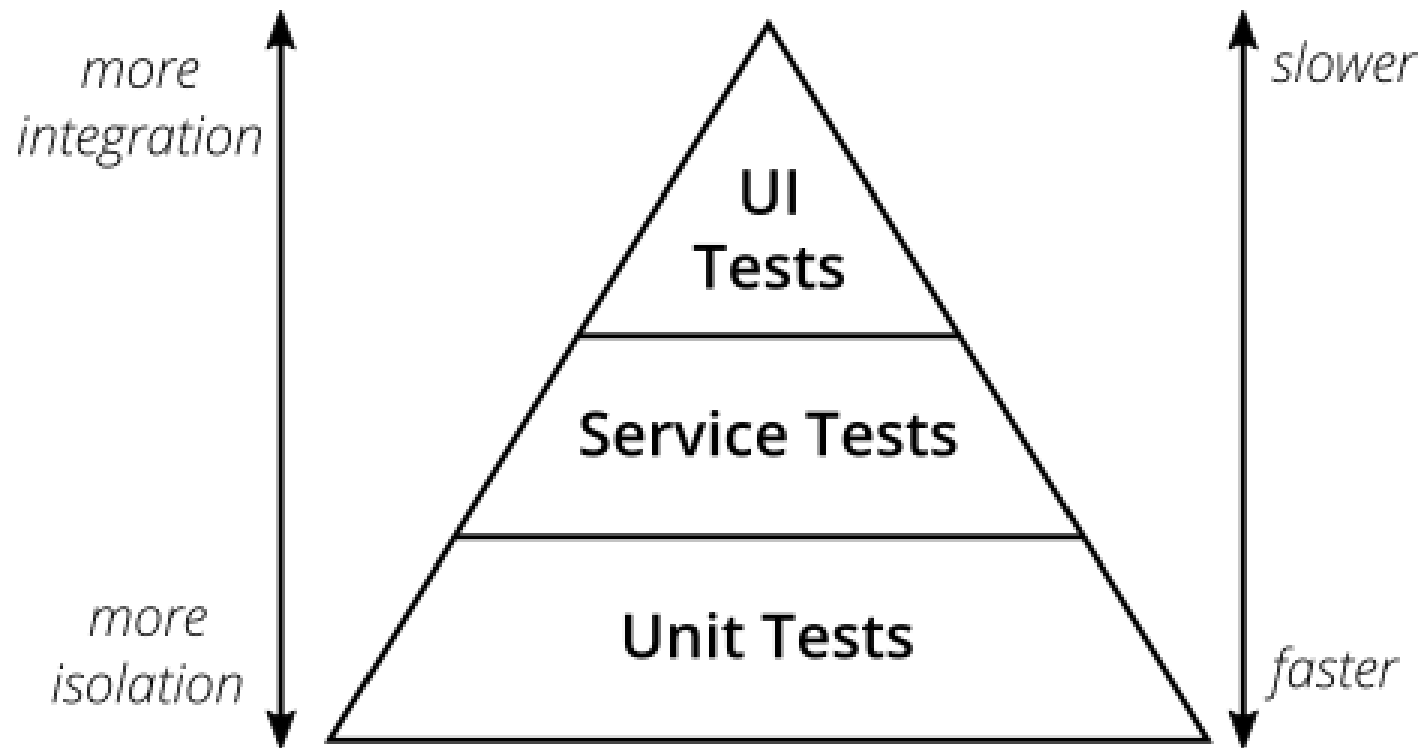 more
integration
slower
UI
Tests
Service Tests
Unit Tests
more
isolation
faster